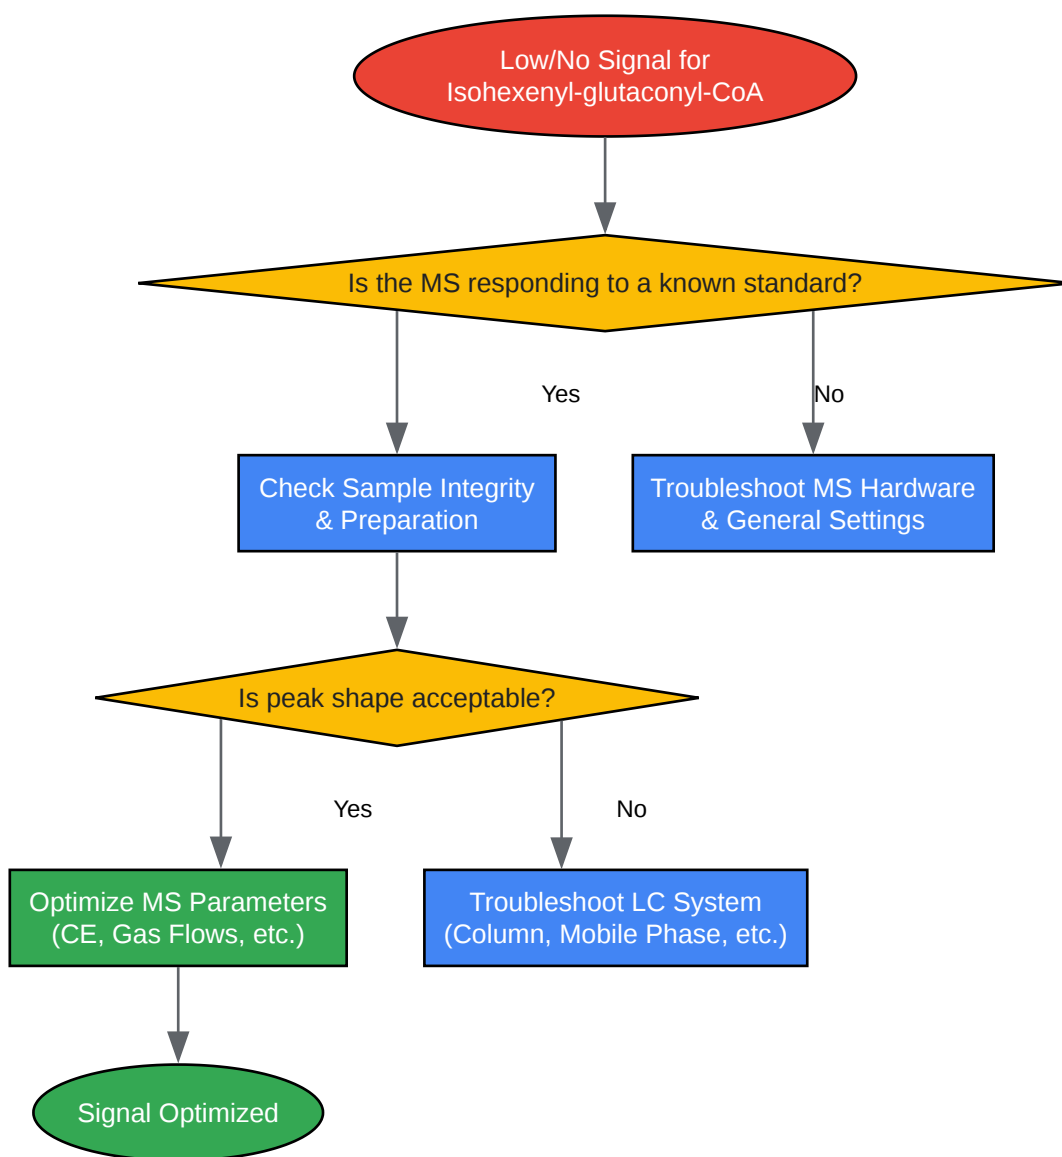 Low/No Signal for
Isohexenyl-glutaconyl-CoA
Is the MS responding to a known standard?
Yes
No
Check Sample Integrity
& Preparation
Troubleshoot MS Hardware
& General Settings
Is peak shape acceptable?
Yes
No
Optimize MS Parameters
(CE, Gas Flows, etc.)
Troubleshoot LC System
(Column, Mobile Phase, etc.)
Signal Optimized